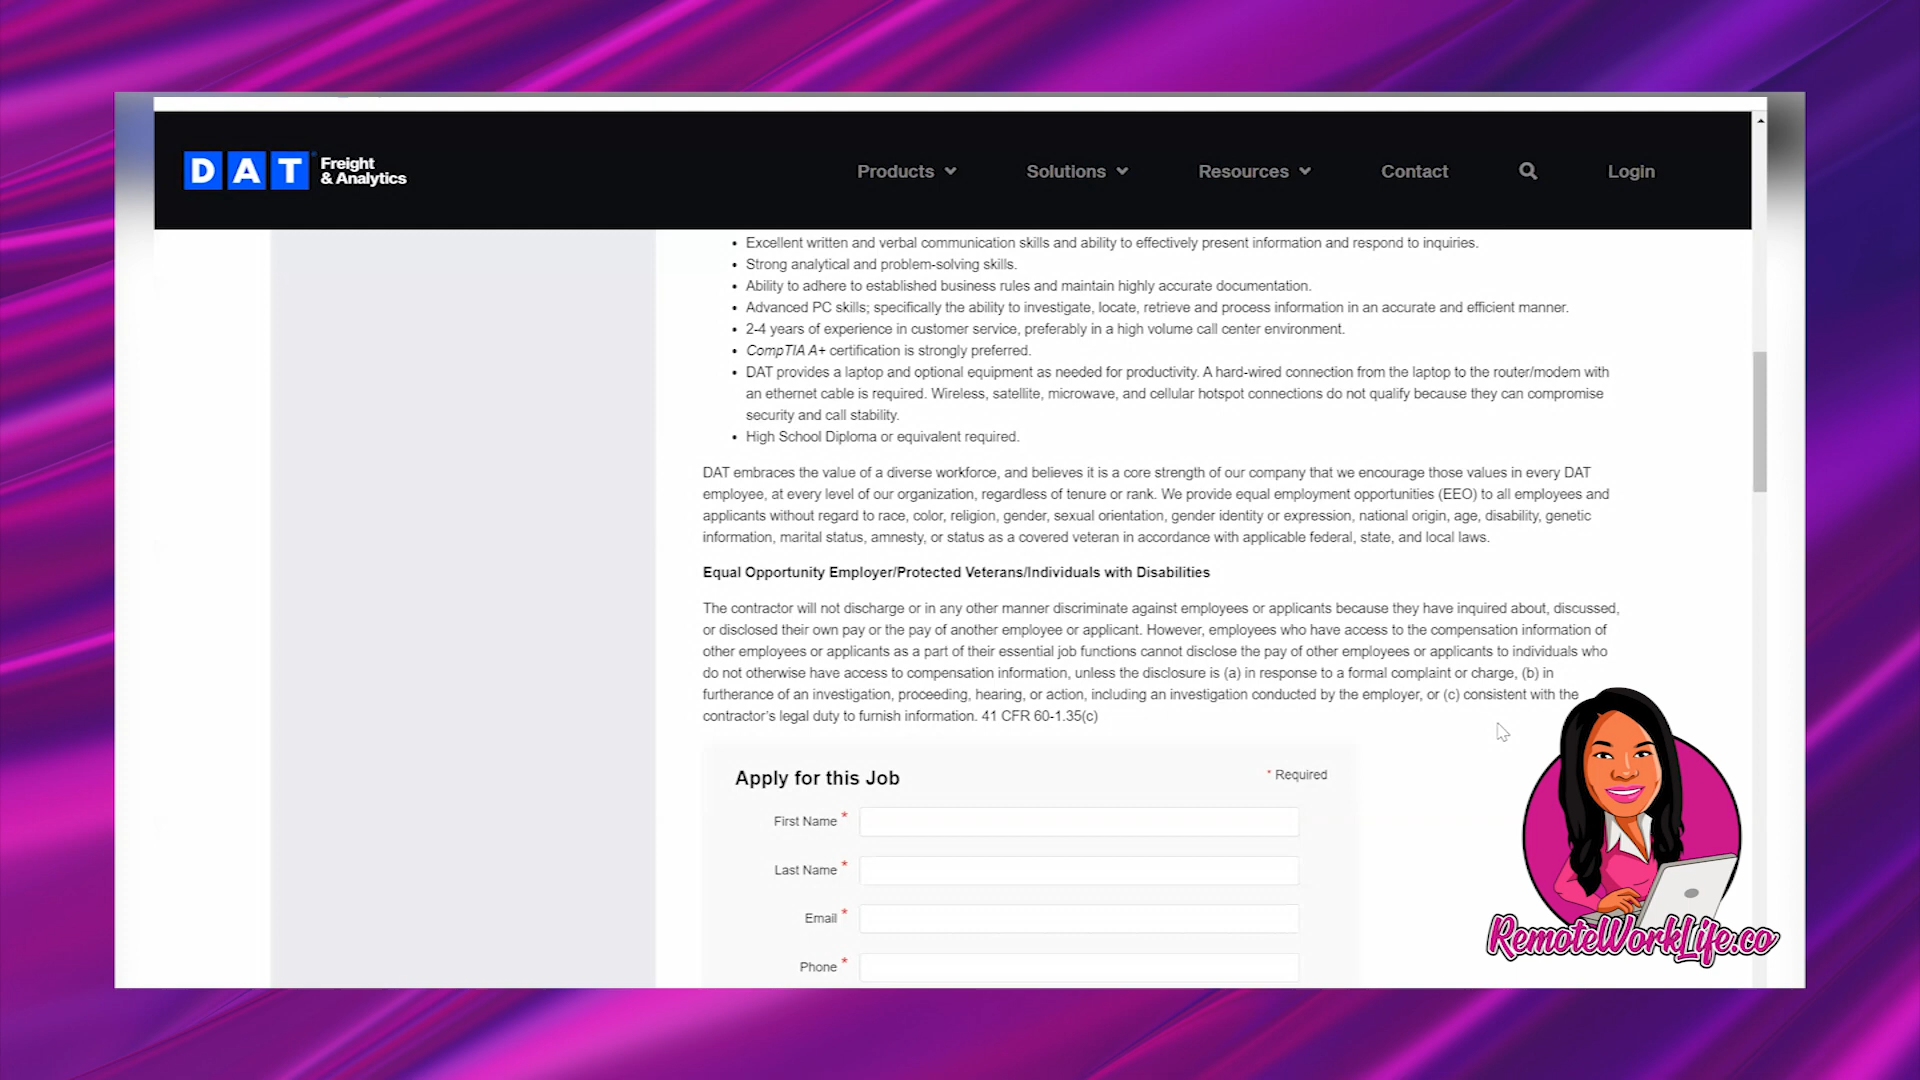 DAT Freight
& Analytics
Products
Solutions
Resources
Contact
Login
• Excellent written and verbal communication skills and ability to effectively present information and respond to inquiries.
• Strong analytical and problem-solving skills.
• Ability to adhere to established business rules and maintain highly accurate documentation.
• Advanced PC skills; specifically the ability to investigate, locate, retrieve and process information in an accurate and efficient manner.
• 2-4 years of experience in customer service, preferably in a high volume call center environment.
• CompTIA A+ certification is strongly preferred.
• DAT provides a laptop and optional equipment as needed for productivity. A hard-wired connection from the laptop to the router/modem with
an ethernet cable is required. Wireless, satellite, microwave, and cellular hotspot connections do not qualify because they can compromise
security and call stability.
• High School Diploma or equivalent required.
DAT embraces the value of a diverse workforce, and believes it is a core strength of our company that we encourage those values in every DAT
employee, at every level of our organization, regardless of tenure or rank. We provide equal employment opportunities (EEO) to all employees and
applicants without regard to race, color, religion, gender, sexual orientation, gender identity or expression, national origin, age, disability, genetic
information, marital status, amnesty, or status as a covered veteran in accordance with applicable federal, state, and local laws.
Equal Opportunity Employer/Protected Veterans/Individuals with Disabilities
The contractor will not discharge or in any other manner discriminate against employees or applicants because they have inquired about, discussed,
or disclosed their own pay or the pay of another employee or applicant. However, employees who have access to the compensation information of
other employees or applicants as a part of their essential job functions cannot disclose the pay of other employees or applicants to individuals who
do not otherwise have access to compensation information, unless the disclosure is (a) in response to a formal complaint or charge, (b) in
furtherance of an investigation, proceeding, hearing, or action, including an investigation conducted by the employer, or (c) consistent with the
contractor's legal duty to furnish information. 41 CFR 60-1.35(c)
Apply for this Job
* Required
First Name *
Last Name *
Email *
Phone *
RemoteWorkLife.co